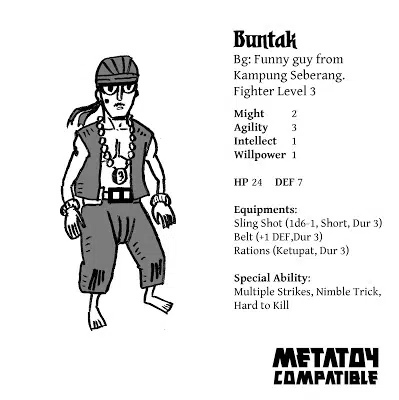 Buntak
Bg: Funny guy from
Kampung Seberang.
Fighter Level 3
Might 2
Agility 3
Intellect 1
Willpower 1
HP 24 DEF 7
Equipments:
Sling Shot (1d6-1, Short, Dur 3)
Belt (+1 DEF,Dur 3)
Rations (Ketupat, Dur 3)
Special Ability:
Multiple Strikes, Nimble Trick,
Hard to Kill
3
METATOY
COMPATIBLE